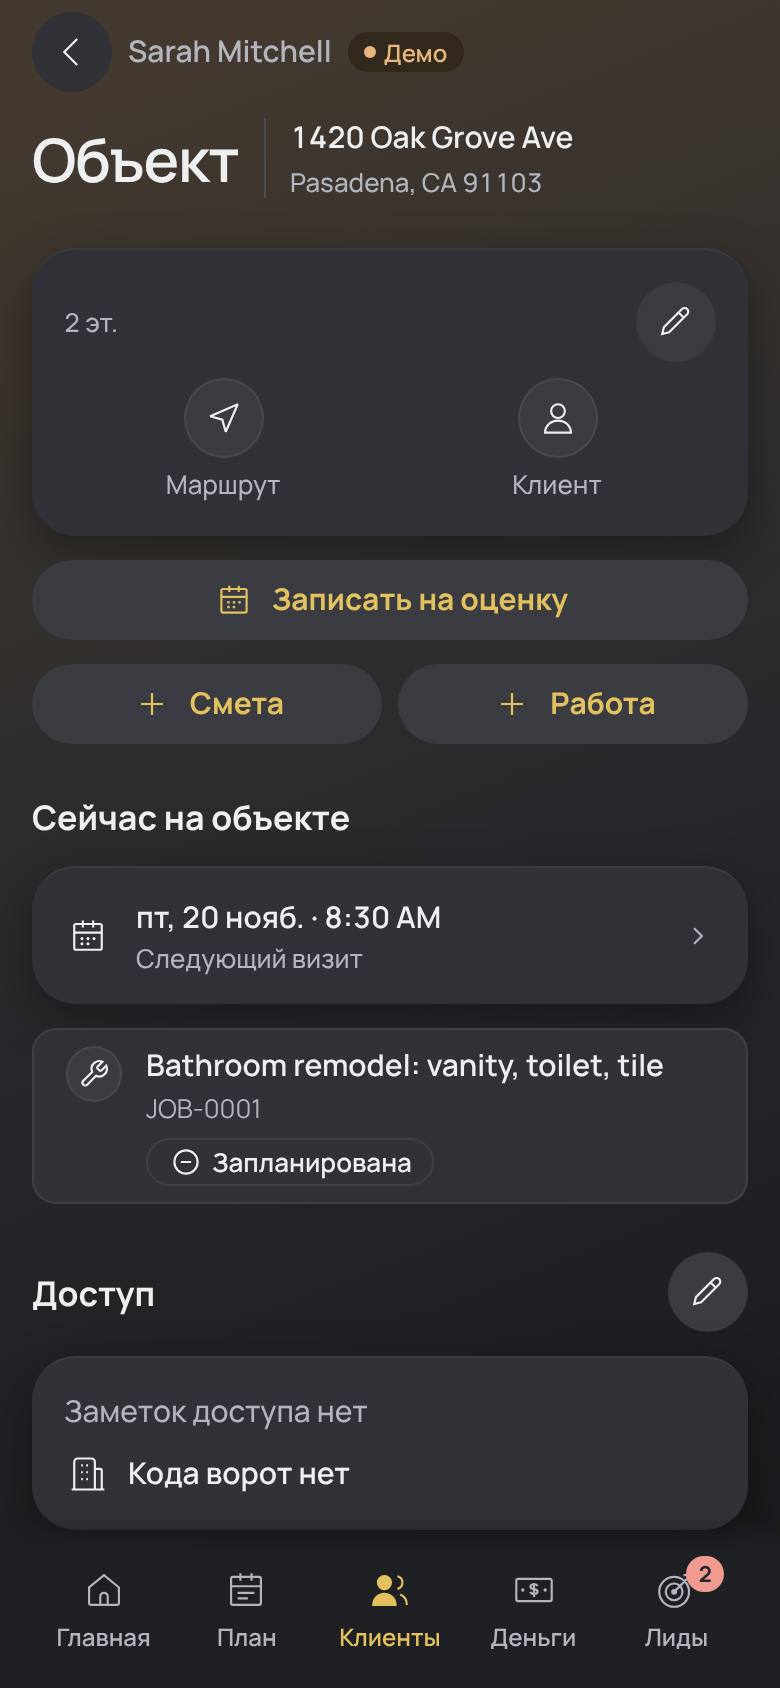 Sarah Mitchell
Демо
Объект
1420 Oak Grove Ave
Pasadena, CA 91103
2 эт.
Маршрут
Клиент
Записать на оценку
Смета
Работа
Сейчас на объекте
пт, 20 нояб. · 8:30 AM
Следующий визит
Bathroom remodel: vanity, toilet, tile
JOB-0001
Запланирована
Доступ
Заметок доступа нет
Кода ворот нет
2
Главная
План
Клиенты
Деньги
Лиды